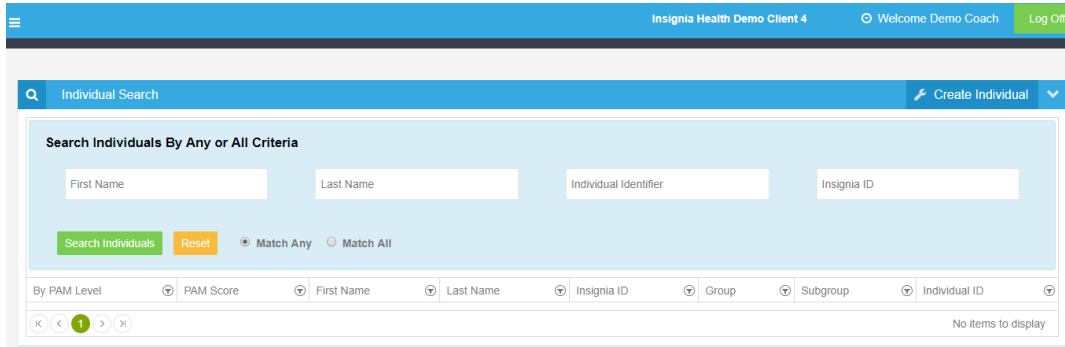 Insignia Health Demo Client 4 Welcome Demo Coach Log Off
Individual Search Create Individual
Search Individuals By Any or All Criteria
First Name Last Name Individual Identifier Insignia ID
Search Individuals Reset Match Any Match All
By PAM Level PAM Score First Name Last Name Insignia ID Group Subgroup Individual ID
1 No items to display